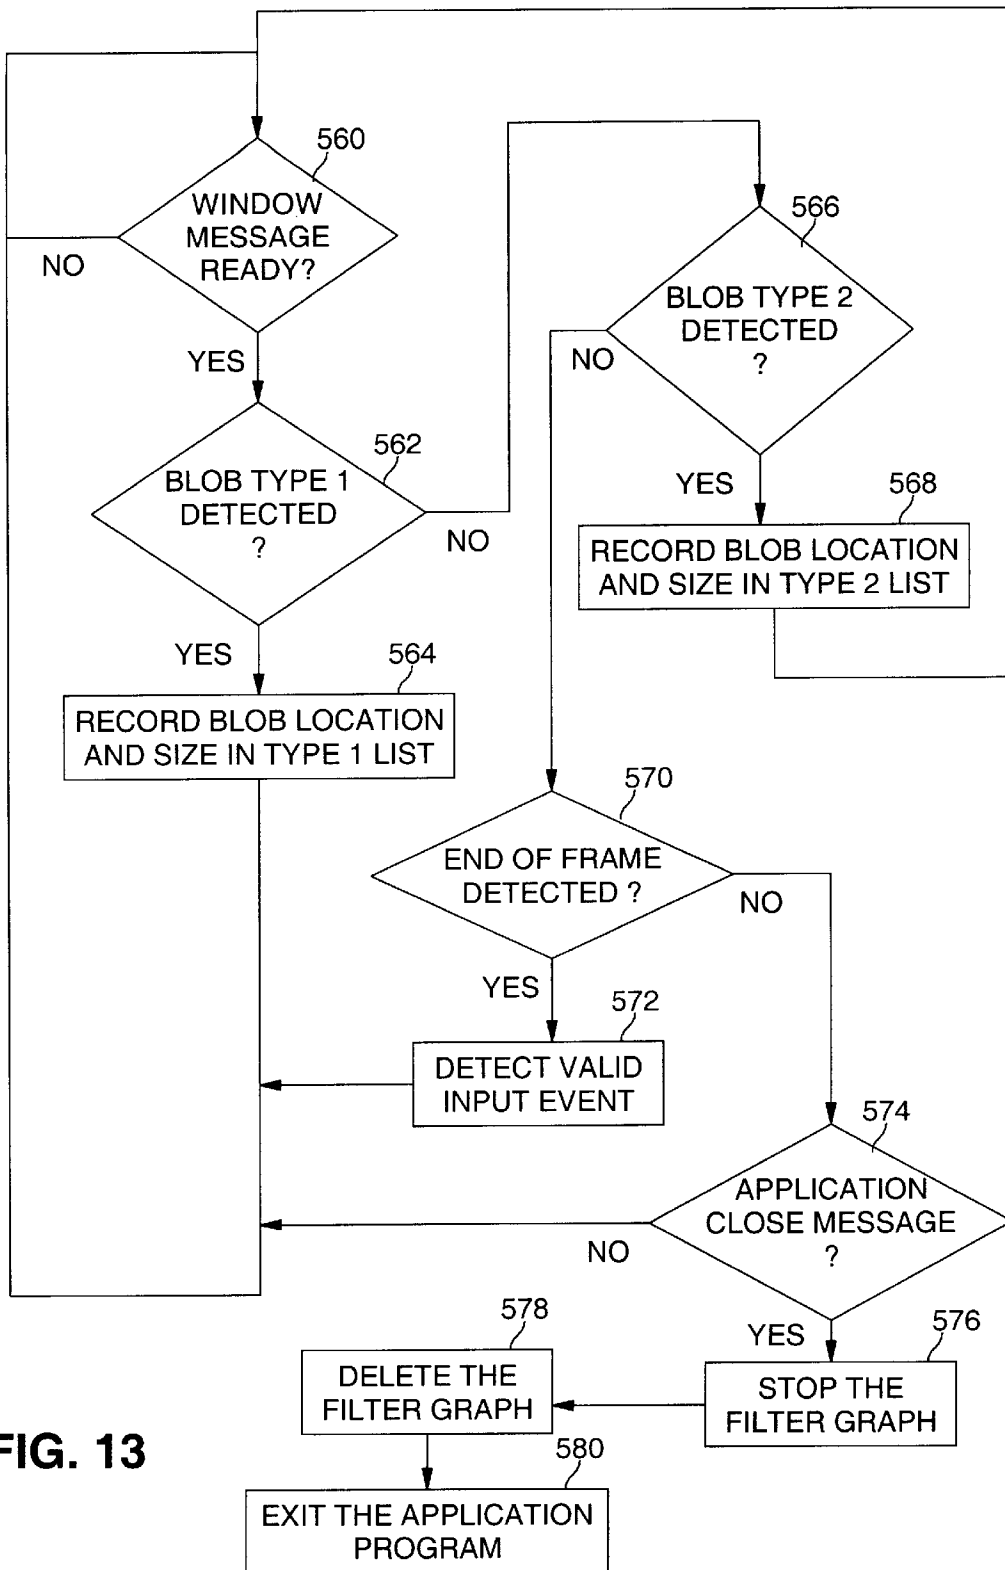 560
WINDOW
MESSAGE
READY?
NO
YES
562
BLOB TYPE 1
DETECTED
?
NO
YES
564
RECORD BLOB LOCATION
AND SIZE IN TYPE 1 LIST
566
BLOB TYPE 2
DETECTED
?
NO
YES
568
RECORD BLOB LOCATION
AND SIZE IN TYPE 2 LIST
570
END OF FRAME
DETECTED ?
NO
YES
572
DETECT VALID
INPUT EVENT
574
APPLICATION
CLOSE MESSAGE
?
NO
YES
576
STOP THE
FILTER GRAPH
578
DELETE THE
FILTER GRAPH
580
EXIT THE APPLICATION
PROGRAM
FIG. 13